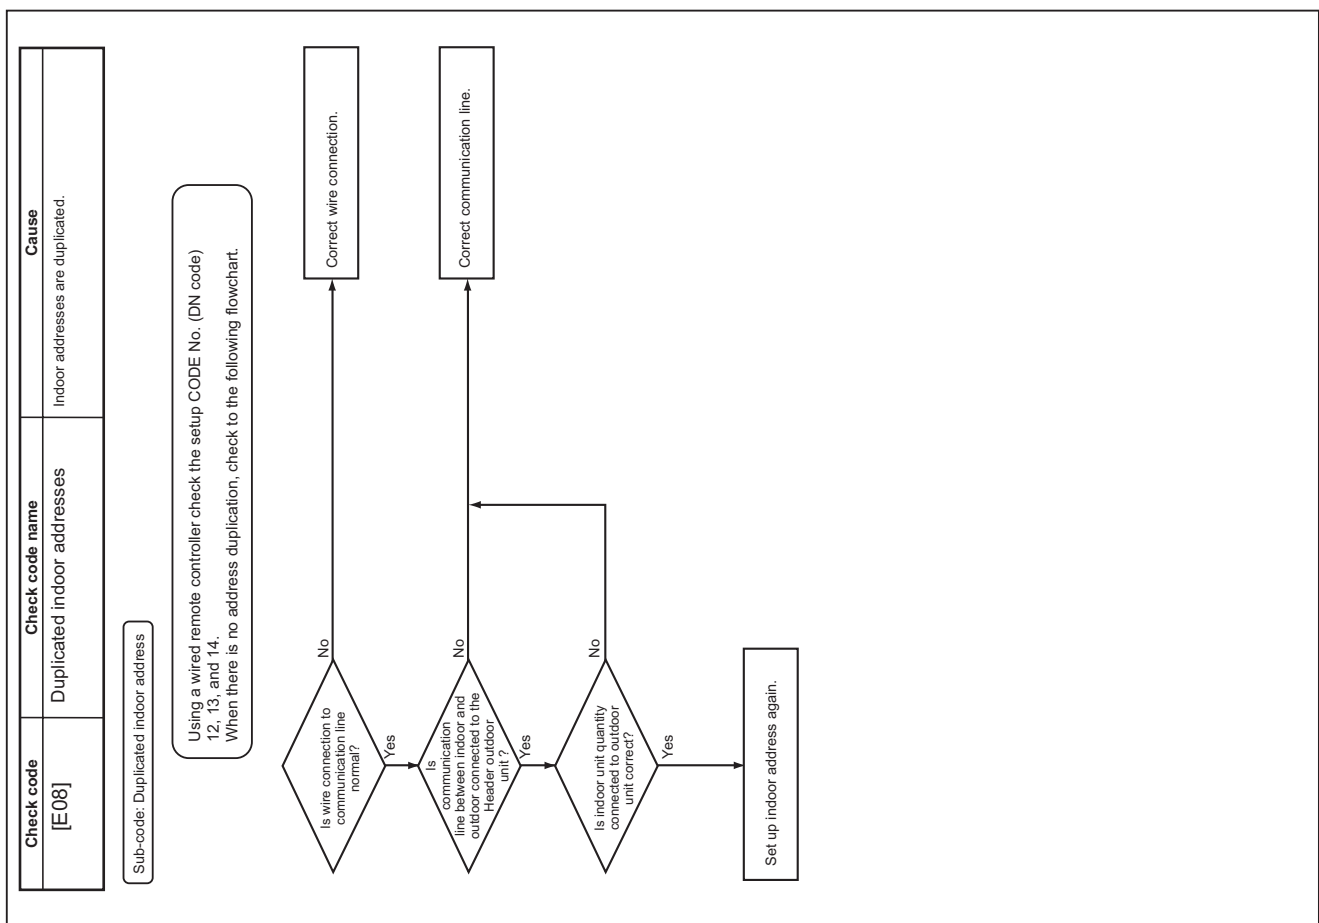 Check code
Check code name
Cause
[E08]
Duplicated indoor addresses
Indoor addresses are duplicated.
Sub-code: Duplicated indoor address
Using a wired remote controller check the setup CODE No. (DN code)
12, 13, and 14.
When there is no address duplication, check to the following flowchart.
Is wire connection to
communication line
normal?
No
Correct wire connection.
Yes
Is
communication
line between indoor and
outdoor connected to the
Header outdoor
unit ?
No
Correct communication line.
Yes
Is indoor unit quantity
connected to outdoor
unit correct?
No
Yes
Set up indoor address again.